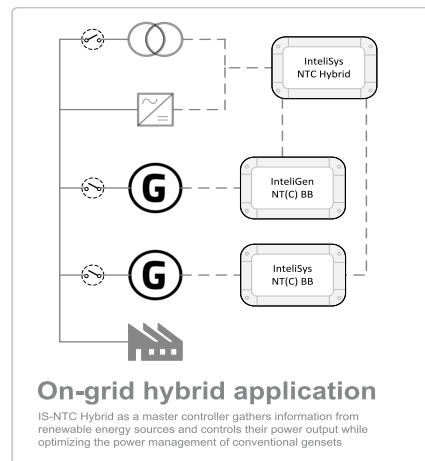 InteliSys
NTC Hybrid
G
InteliGen
NT(C) BB
G
InteliSys
NT(C) BB
On-grid hybrid application
IS-NTC Hybrid as a master controller gathers information from
renewable energy sources and controls their power output while
optimizing the power management of conventional gensets